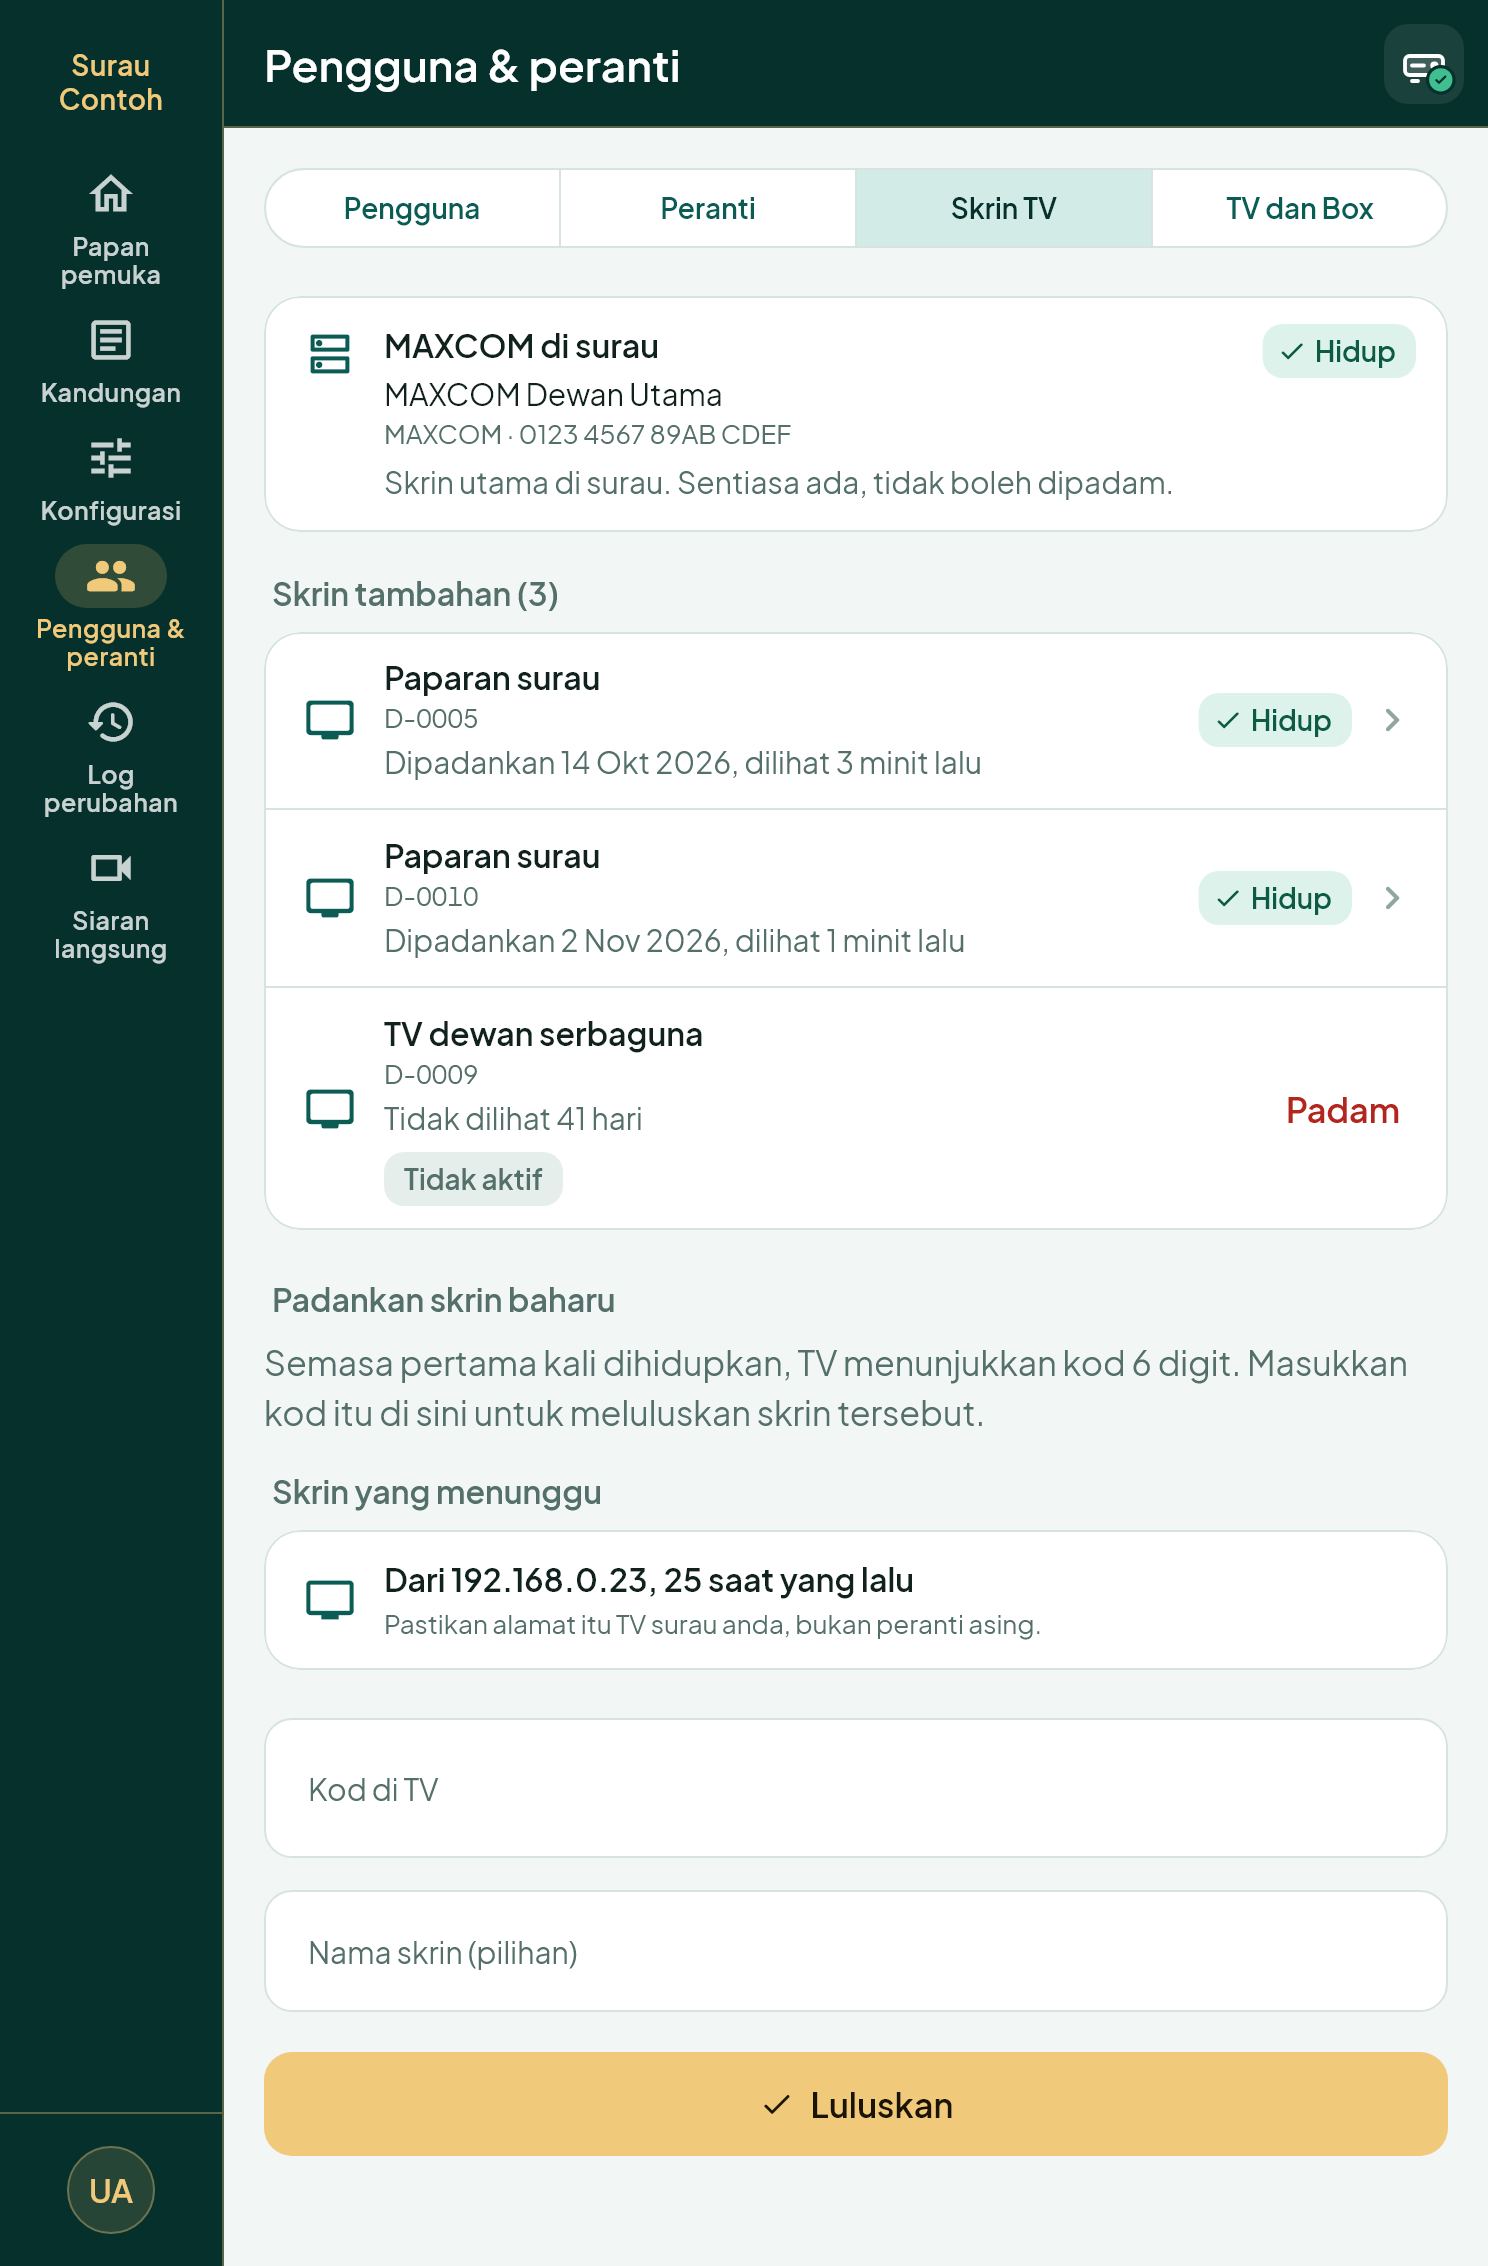 Surau
Contoh
Papan
pemuka
Kandungan
Konfigurasi
Pengguna &
peranti
Log
perubahan
Siaran
langsung
UA
Pengguna & peranti
Pengguna
Peranti
Skrin TV
TV dan Box
MAXCOM di surau
Hidup
MAXCOM Dewan Utama
MAXCOM · 0123 4567 89AB CDEF
Skrin utama di surau. Sentiasa ada, tidak boleh dipadam.
Skrin tambahan (3)
Paparan surau
D-0005
Dipadankan 14 Okt 2026, dilihat 3 minit lalu
Hidup
Paparan surau
D-0010
Dipadankan 2 Nov 2026, dilihat 1 minit lalu
Hidup
TV dewan serbaguna
D-0009
Tidak dilihat 41 hari
Tidak aktif
Padam
Padankan skrin baharu
Semasa pertama kali dihidupkan, TV menunjukkan kod 6 digit. Masukkan
kod itu di sini untuk meluluskan skrin tersebut.
Skrin yang menunggu
Dari 192.168.0.23, 25 saat yang lalu
Pastikan alamat itu TV surau anda, bukan peranti asing.
Kod di TV
Nama skrin (pilihan)
Luluskan